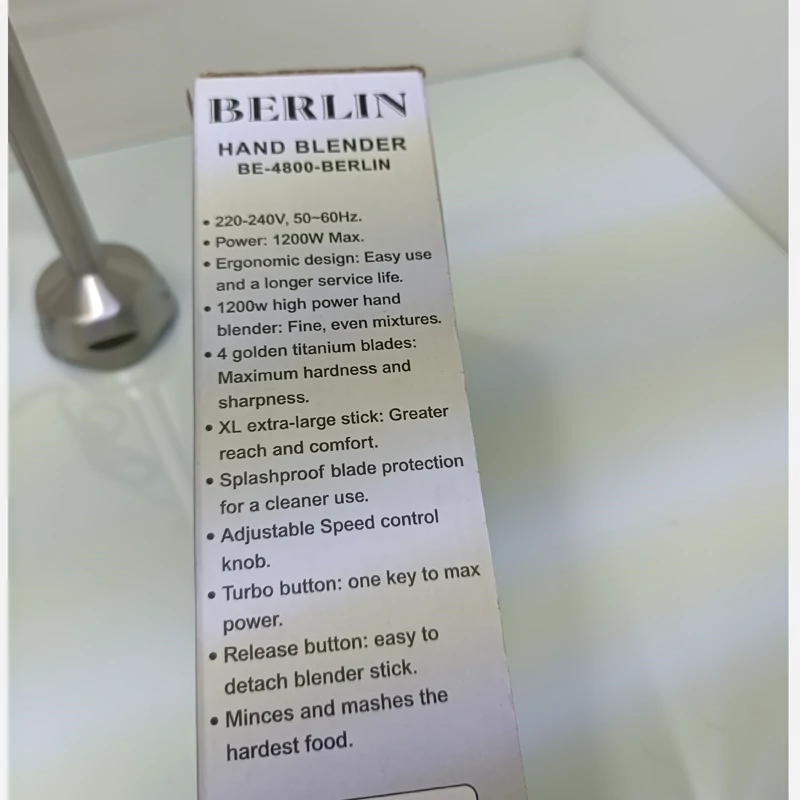 BERLIN
HAND BLENDER
BE-4800-BERLIN
• 220-240V, 50~60Hz.
• Power: 1200W Max.
• Ergonomic design: Easy use
and a longer service life.
• 1200w high power hand
blender: Fine, even mixtures.
• 4 golden titanium blades:
Maximum hardness and
sharpness.
• XL extra-large stick: Greater
reach and comfort.
• Splashproof blade protection
for a cleaner use.
• Adjustable Speed control
knob.
• Turbo button: one key to max
power.
• Release button: easy to
detach blender stick.
• Minces and mashes the
hardest food.